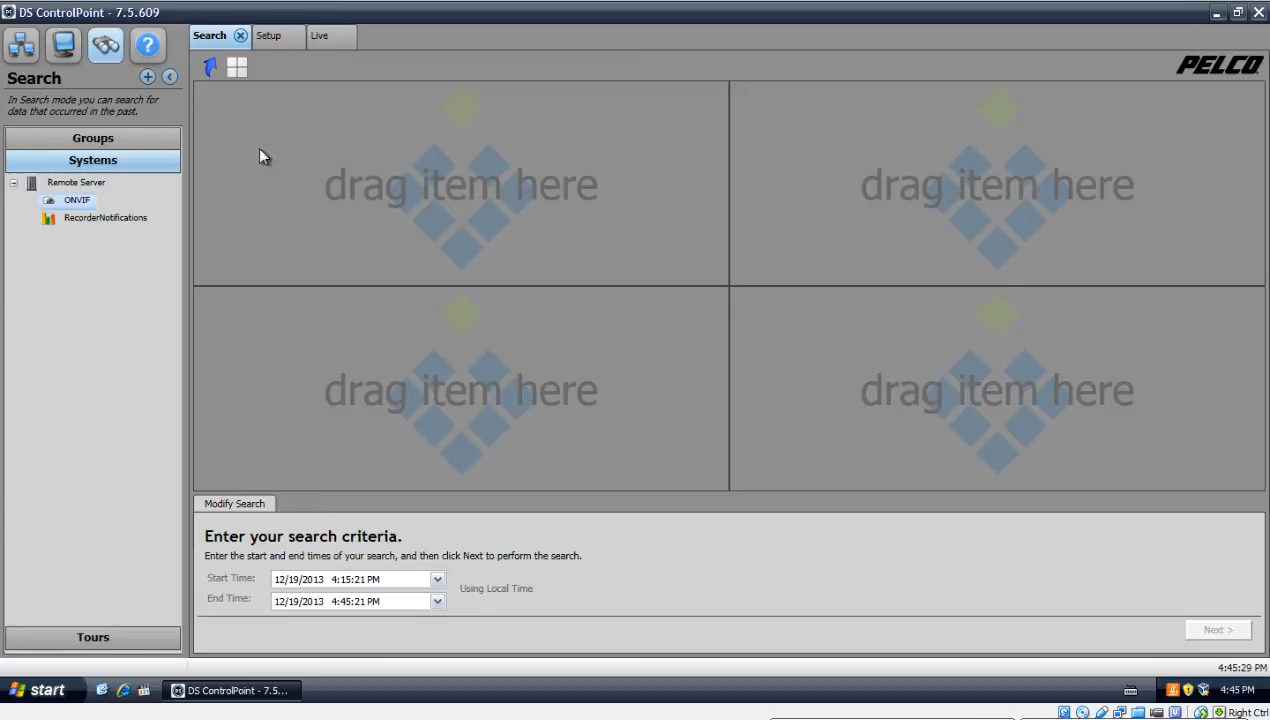 DS ControlPoint - 7.5.609
Search
Setup
Live
PELCO
Search
In Search mode you can search for
data that occurred in the past.
Groups
Systems
Remote Server
ONVIF
RecorderNotifications
drag item here
drag item here
drag item here
drag item here
Modify Search
Enter your search criteria.
Enter the start and end times of your search, and then click Next to perform the search.
Start Time:
12/19/2013 4:15:21 PM
Using Local Time
End Time:
12/19/2013 4:45:21 PM
Next >
Tours
4:45:29 PM
start
DS ControlPoint - 7.5...
4:45 PM
Right Ctrl